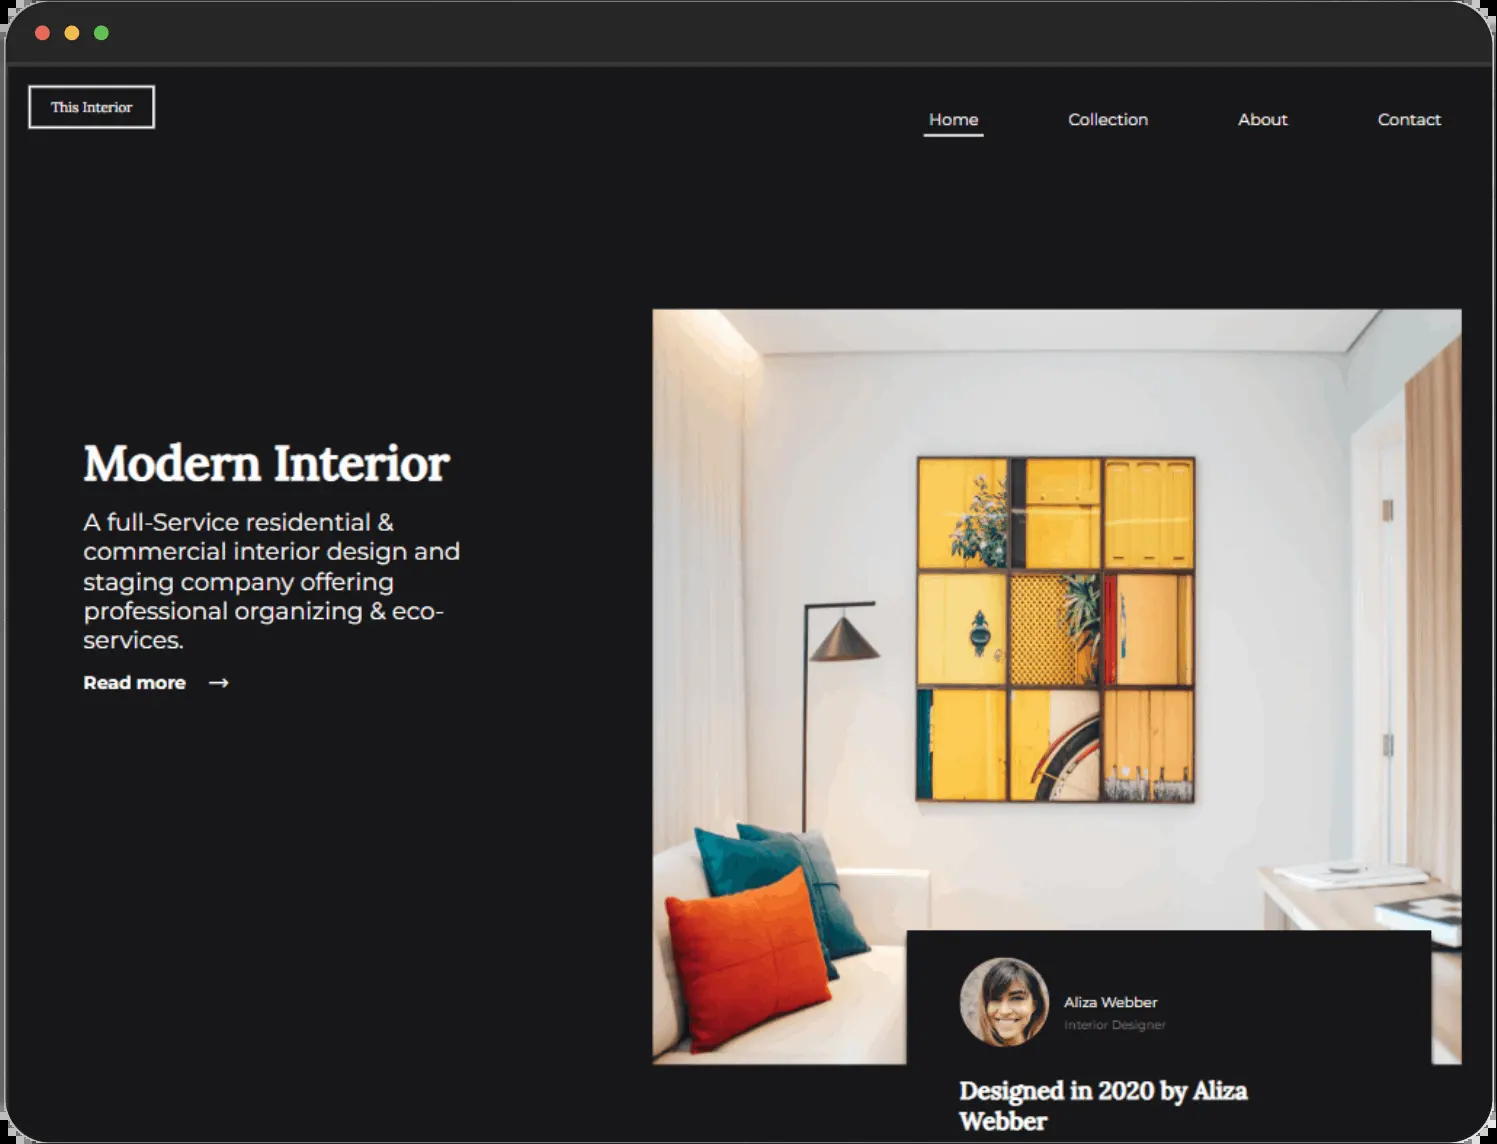 This Interior
Home
Collection
About
Contact
Modern Interior
A full-Service residential &
commercial interior design and
staging company offering
professional organizing & eco-
services.
Read more →
Aliza Webber
Interior Designer
Designed in 2020 by Aliza
Webber